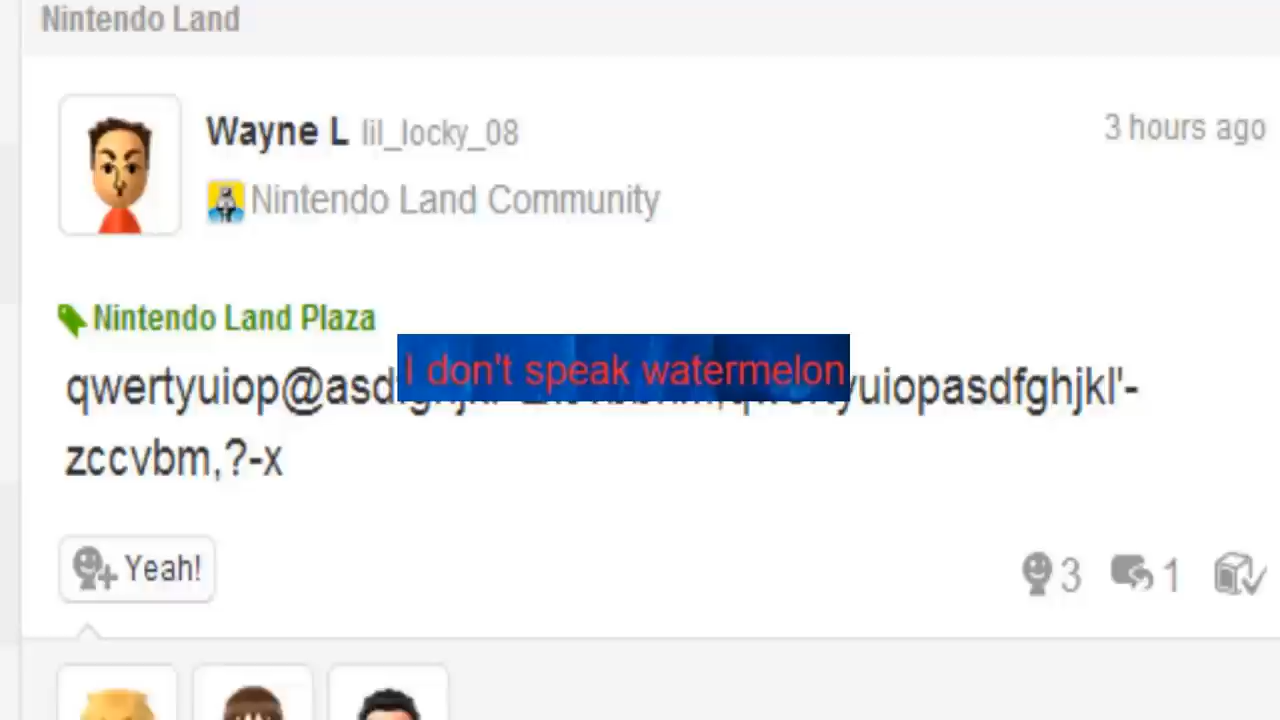 Nintendo Land
Wayne L lil_locky_08
3 hours ago
Nintendo Land Community
Nintendo Land Plaza
I don't speak watermelon
qwertyuiop@asd yuiopasdfghjkl'-
zccvbm,?-x
Yeah!
3 1